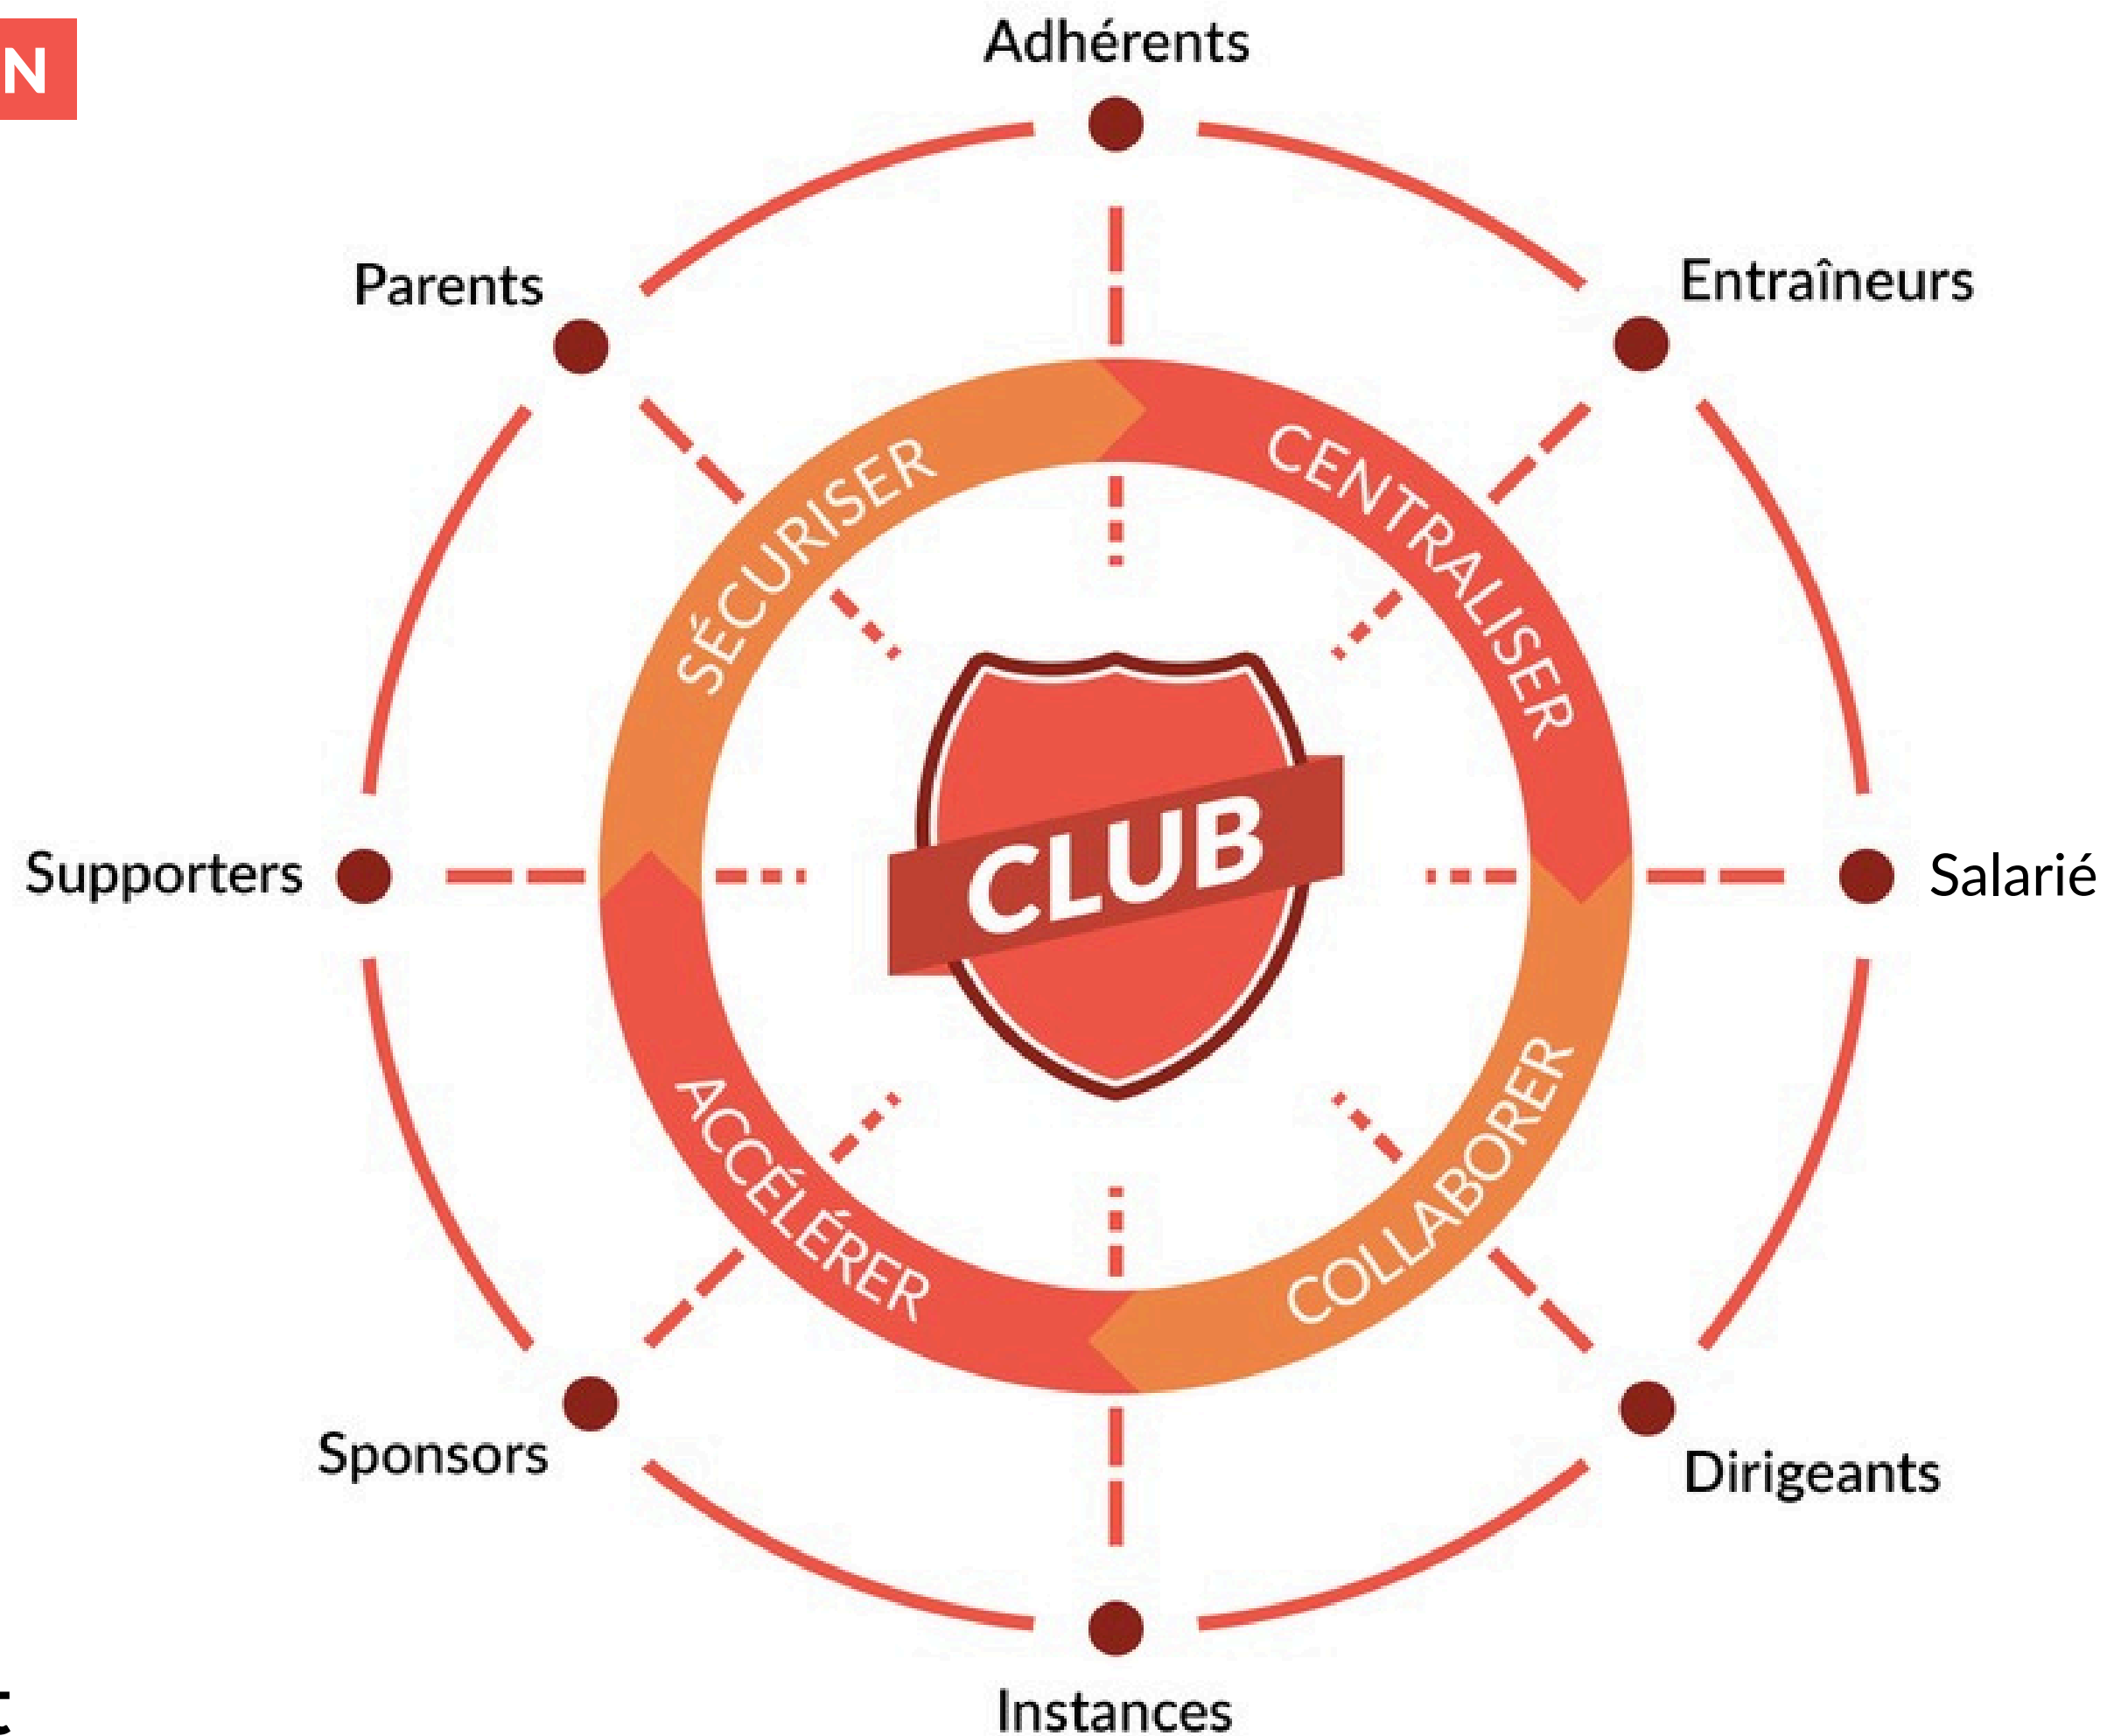 N
Adhérents
Parents
Entraîneurs
SÉCURISER
CENTRALISER
CLUB
Supporters
Salarié
ACCÉLÉRER
COLLABORER
Sponsors
Dirigeants
Instances
t